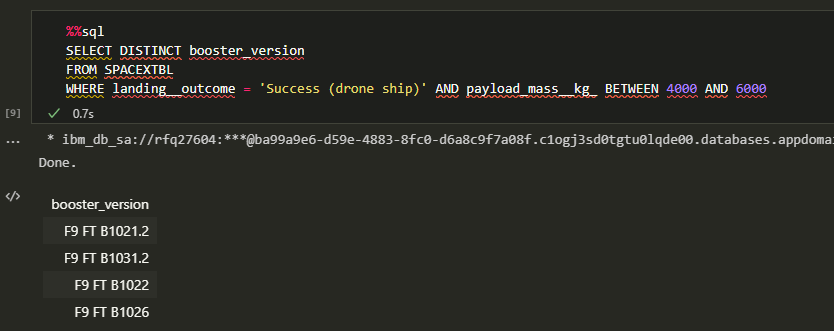 %%sql
SELECT DISTINCT booster_version
FROM SPACEXTBL
WHERE landing__outcome = 'Success (drone ship)' AND payload_mass__kg_ BETWEEN 4000 AND 6000
[9]
0.7s
* ibm_db_sa://rfq27604:***@ba99a9e6-d59e-4883-8fc0-d6a8c9f7a08f.c1ogj3sd0tgtu0lqde00.databases.appdomai
Done.
booster_version
F9 FT B1021.2
F9 FT B1031.2
F9 FT B1022
F9 FT B1026